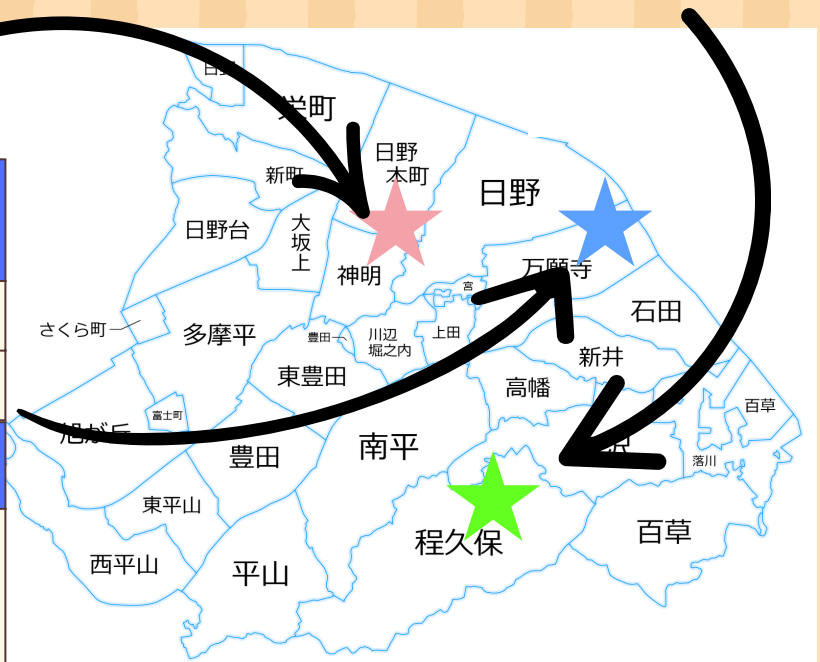 栄町
日野
本町
新町
日野
日野台
大坂上
神明
万願寺
宮
石田
さくら町
多摩平
豊田
川辺
堀之内
上田
新井
東豊田
高幡
百草
富士町
旭が丘
豊田
南平
落川
東平山
百草
程久保
西平山
平山